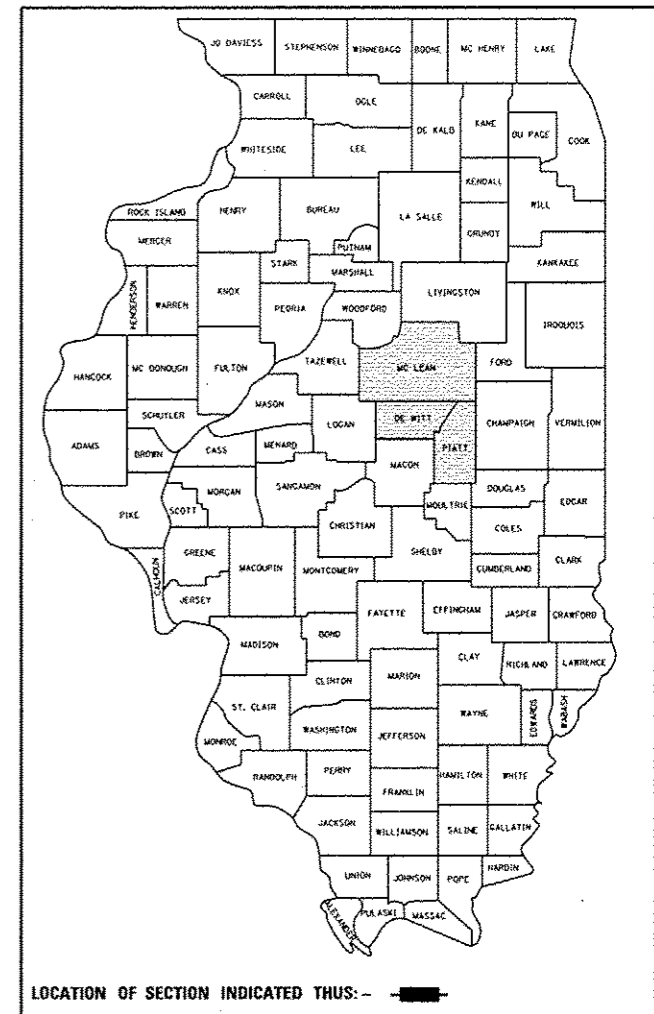 JO DAVIESS STEPHENSON WINNEBAGO BOONE MC HENRY LAKE
CARROLL OGLE DE KALB KANE DU PAGE COOK
WHITESIDE LEE KENDALL WILL
ROCK ISLAND HENRY BUREAU LA SALLE GRUNDY
MERCER STARK PUTNAM KANKAKEE
MARSHALL
HENDERSON WARREN KNOX PEORIA WOODFORD LIVINGSTON IROQUOIS
HANCOCK MC DONOUGH FULTON TAZEWELL MC LEAN FORD
SCHUYLER MASON LOGAN DE WITT CHAMPAIGN VERMILION
ADAMS BROWN CASS MENARD MACON PIATT
PIKE SCOTT MORGAN SANGAMON CHRISTIAN MOULTRIE DOUGLAS EDGAR
COLES
CALHOUN GREENE MACOUPIN MONTGOMERY SHELBY CUMBERLAND CLARK
JERSEY FAYETTE EFFINGHAM JASPER CRAWFORD
MADISON BOND CLAY RICHLAND LAWRENCE
ST. CLAIR CLINTON MARION WAYNE EDWARDS WABASH
MONROE WASHINGTON JEFFERSON
RANDOLPH PERRY FRANKLIN HAMILTON WHITE
JACKSON WILLIAMSON SALINE GALLATIN
UNION JOHNSON POPE HARDIN
ALEXANDER PULASKI MASSAC
LOCATION OF SECTION INDICATED THUS: -